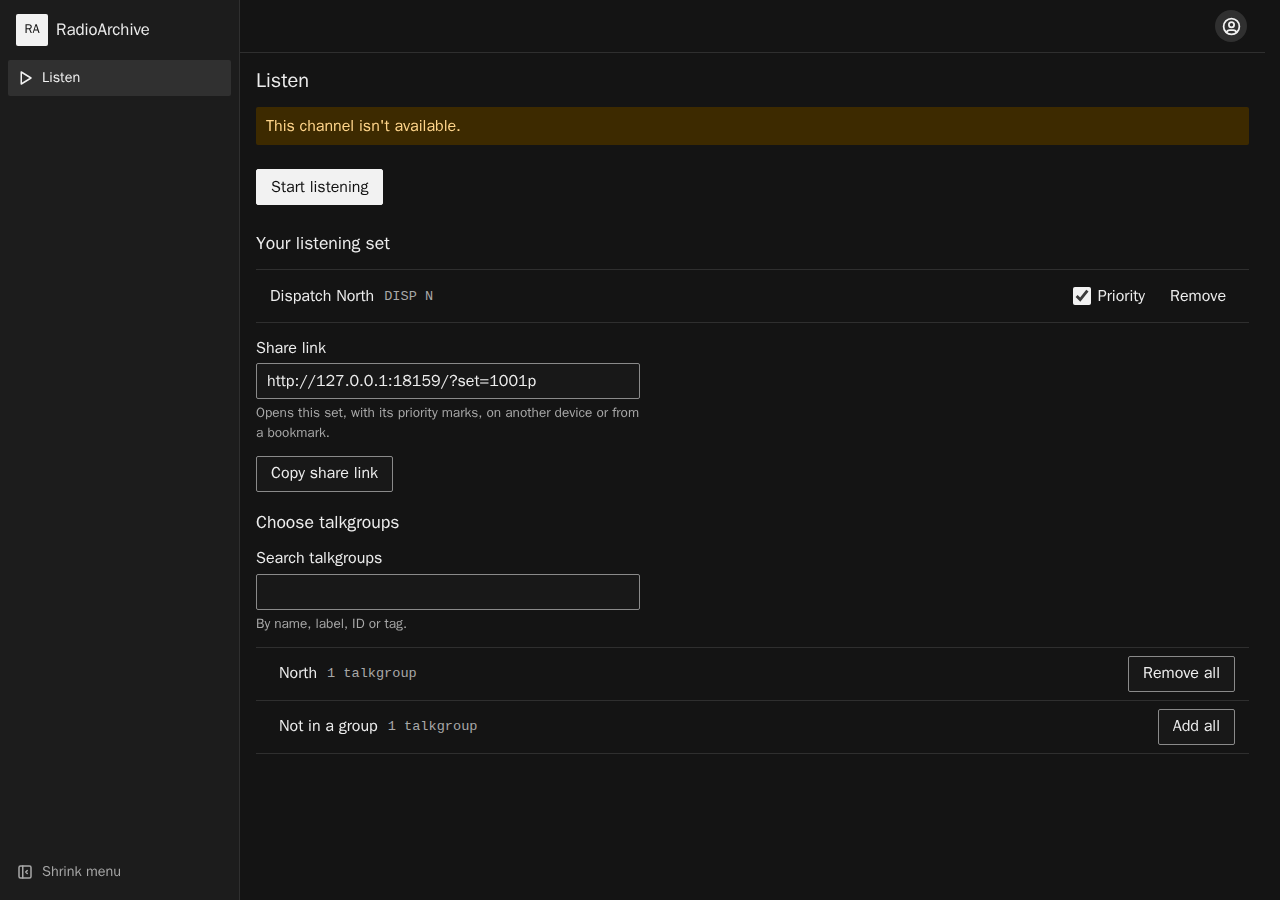 RA RadioArchive
Listen
Listen
This channel isn't available.
Start listening
Your listening set
Dispatch North DISP N Priority Remove
Share link
http://127.0.0.1:18159/?set=1001p
Opens this set, with its priority marks, on another device or from
a bookmark.
Copy share link
Choose talkgroups
Search talkgroups
By name, label, ID or tag.
North 1 talkgroup Remove all
Not in a group 1 talkgroup Add all
Shrink menu